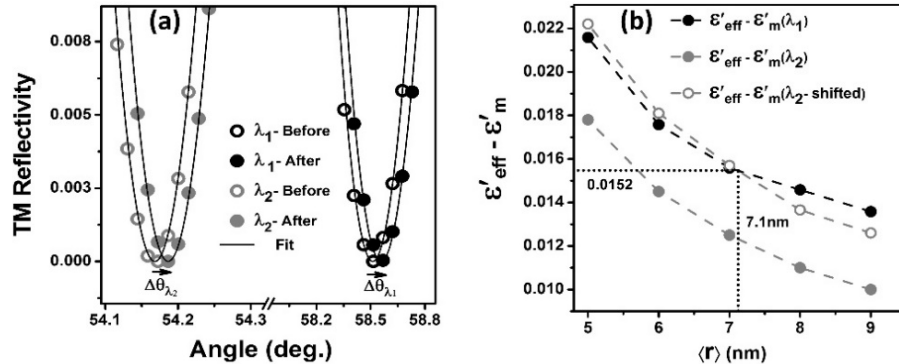 (a)
TM Reflectivity
0.008
0.005
0.003
0.000
λ1- Before
λ1- After
λ2- Before
λ2- After
Fit
Δθλ2
Δθλ1
54.1 54.2 54.3 58.2 58.5 58.8
Angle (deg.)
(b)
ε'eff - ε'm
0.022
0.020
0.018
0.016
0.014
0.012
0.010
ε'eff - ε'm(λ1)
ε'eff - ε'm(λ2)
ε'eff - ε'm(λ2- shifted)
0.0152
7.1nm
5 6 7 8 9
⟨r⟩ (nm)